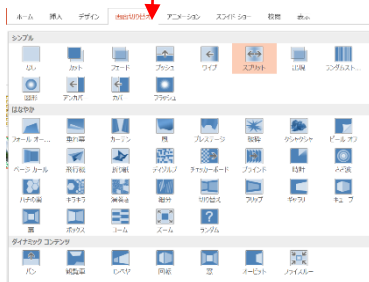 ホーム 挿入 デザイン 画面切り替え アニメーション スライド ショー 校閲 表示
シンプル
なし カット フェード プッシュ ワイプ スプリット 出現 ランダムスト...
図形 アンカバー カバー フラッシュ
はなやか
フォール オー... 車の幕 カーテン 風 プレステージ 粉砕 クシャクシャ ピール オフ
ページ カール 飛行機 折り紙 ディゾルブ チェッカーボード ブラインド 時計 さざ波
ハチの巣 キラキラ 渦巻き 細分 切り替え フリップ ギャラリー キューブ
扉 ボックス コーム ズーム ランダム
ダイナミック コンテンツ
パン 観覧車 コンベヤ 回転 窓 オービット フライスルー